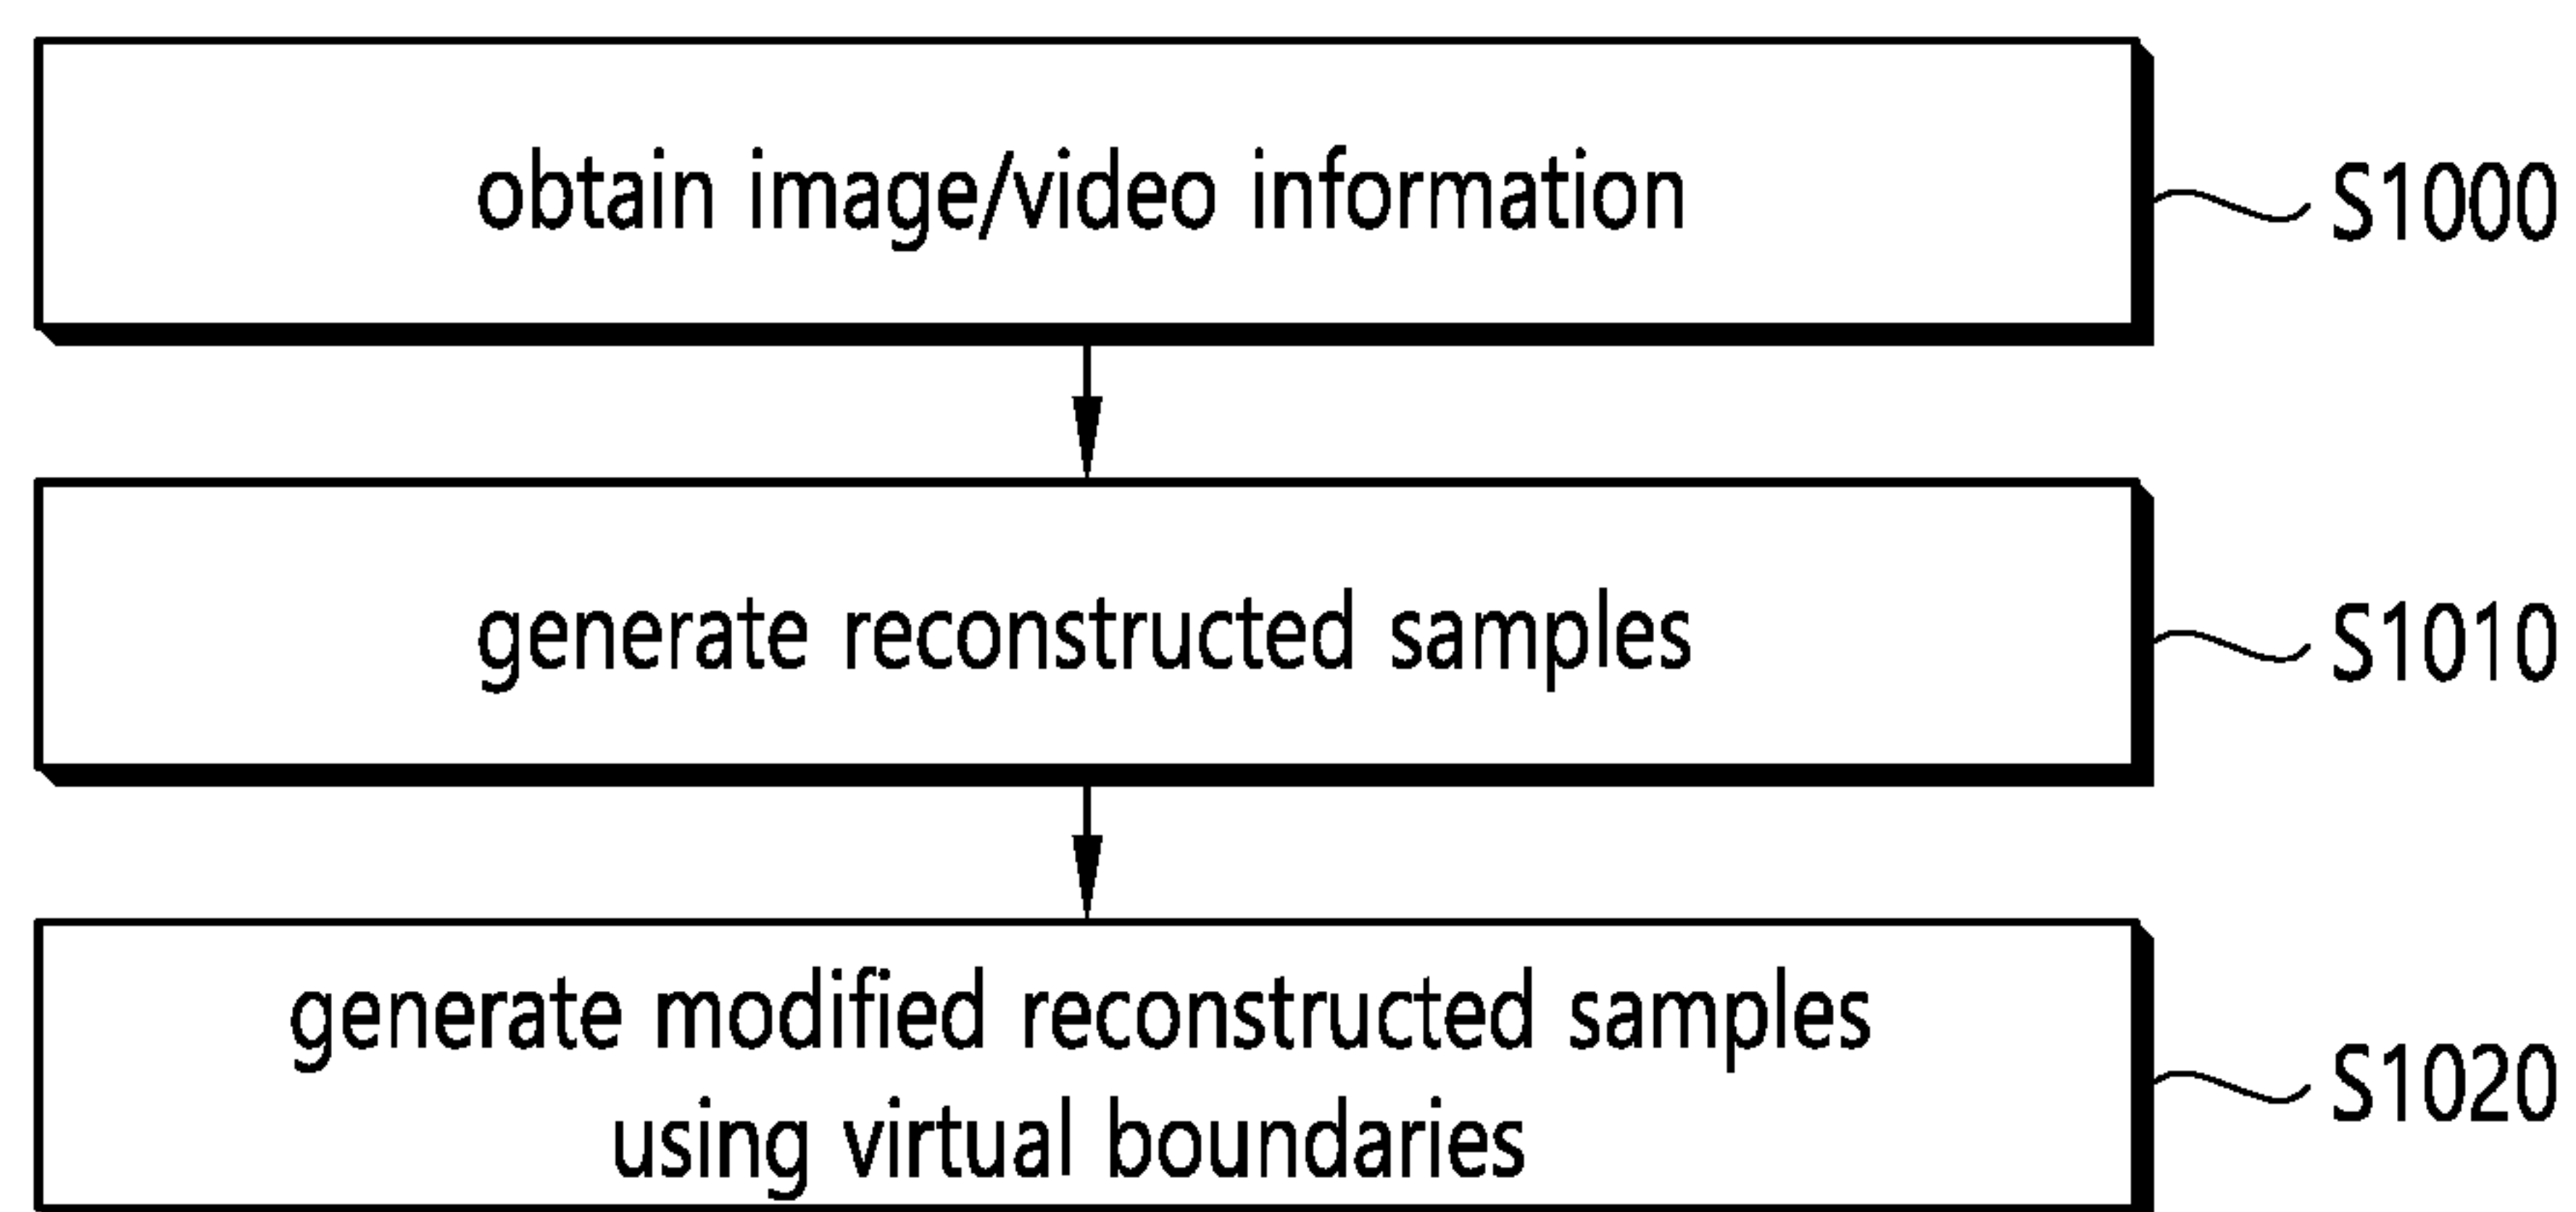 obtain image/video information
S1000
generate reconstructed samples
S1010
generate modified reconstructed samples
using virtual boundaries
S1020